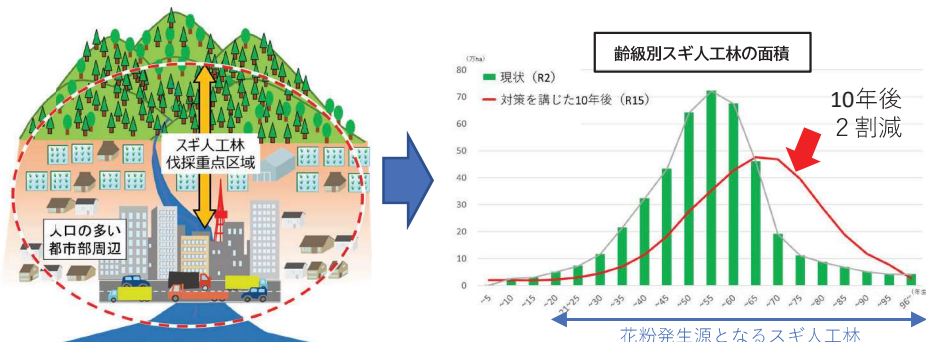 スギ人工林
伐採重点区域
人口の多い
都市部周辺
齢級別スギ人工林の面積
(万ha)
80
70
60
50
40
30
20
10
0
現状（R2）
対策を講じた10年後（R15）
10年後
２割減
~5
~10
~15
~20
21~25
~30
~35
~40
~45
~50
~55
~60
~65
~70
~75
~80
~85
~90
~95
96~
花粉発生源となるスギ人工林